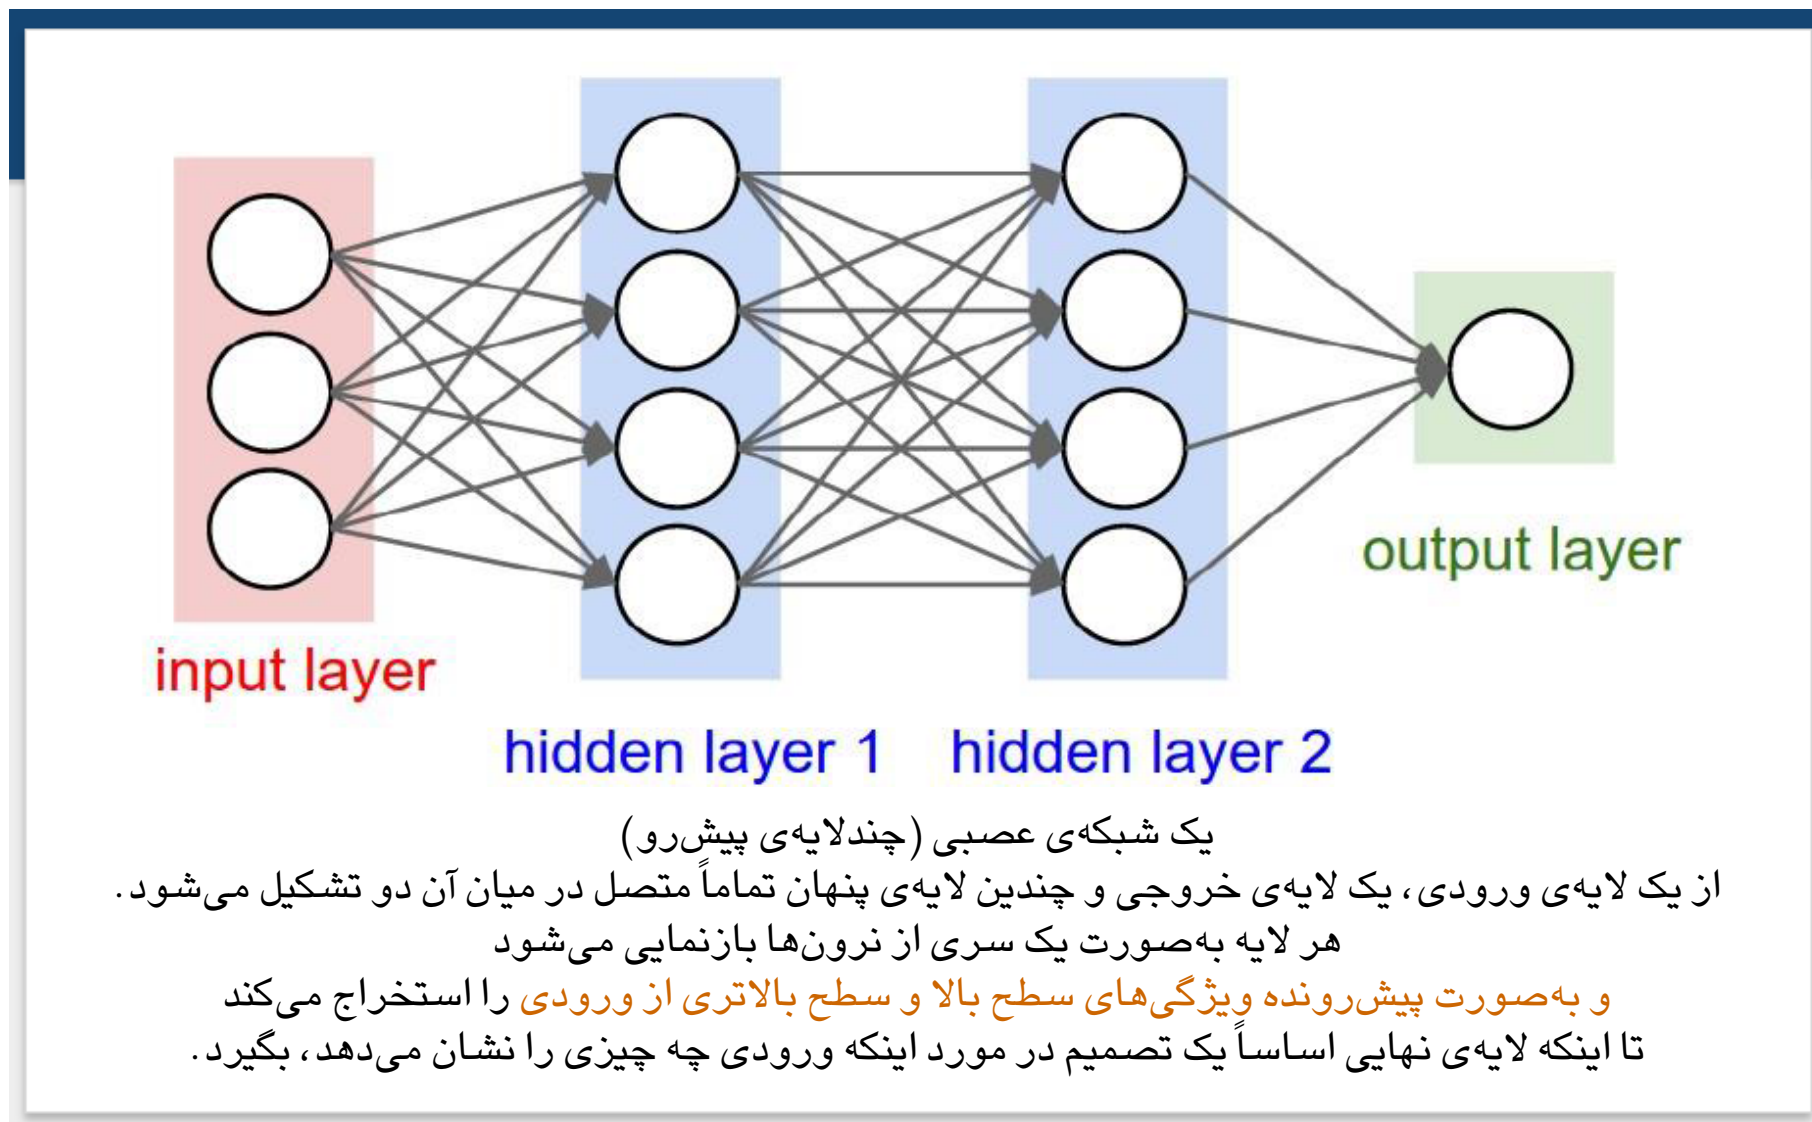 input layer
hidden layer 1
hidden layer 2
output layer
یک شبکه‌ی عصبی (چندلایه‌ی پیش‌رو)
از یک لایه‌ی ورودی، یک لایه‌ی خروجی و چندین لایه‌ی پنهان تماماً متصل در میان آن دو تشکیل می‌شود.
هر لایه به‌صورت یک سری از نرون‌ها بازنمایی می‌شود
و به‌صورت پیش‌رونده ویژگی‌های سطح بالا و سطح بالاتری از ورودی را استخراج می‌کند
تا اینکه لایه‌ی نهایی اساساً یک تصمیم در مورد اینکه ورودی چه چیزی را نشان می‌دهد، بگیرد.